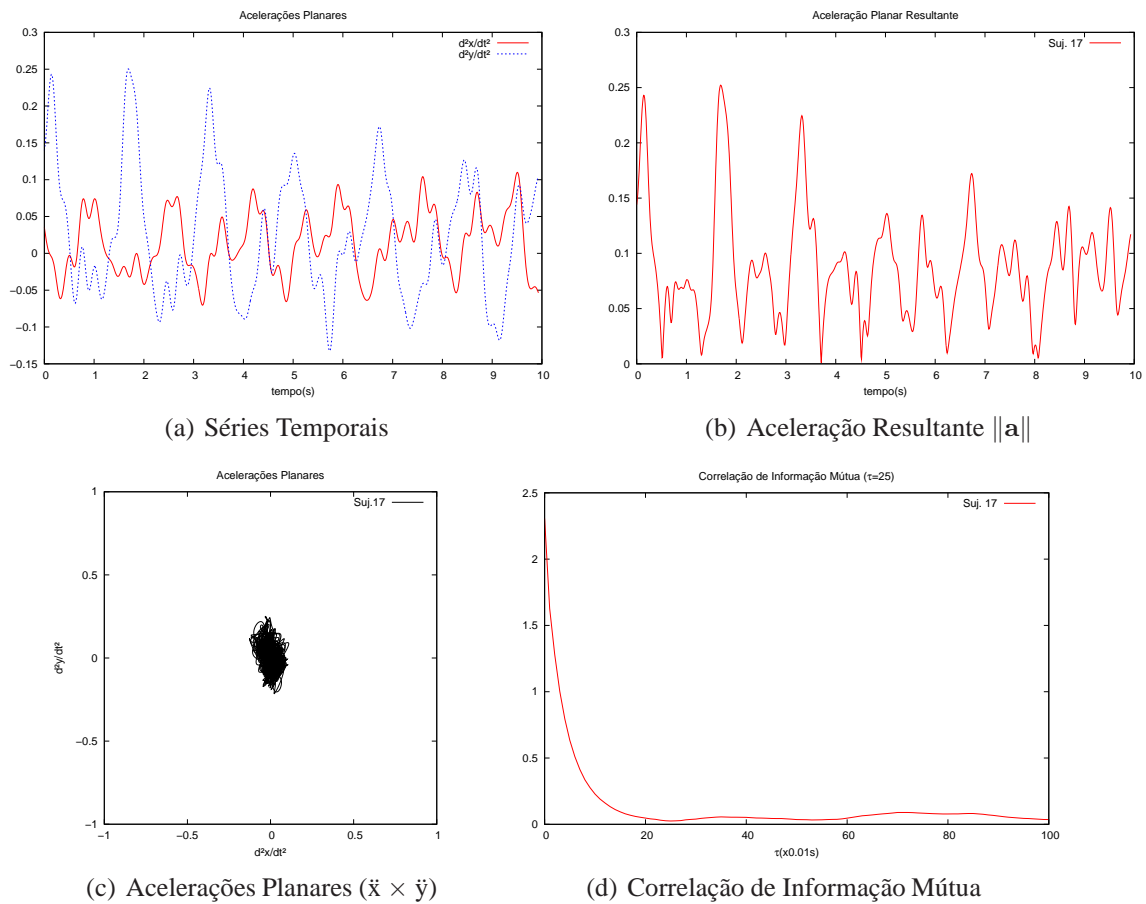 Acelerações Planares
d²x/dt²
d²y/dt²
0.3
0.25
0.2
0.15
0.1
0.05
0
−0.05
−0.1
−0.15
0 1 2 3 4 5 6 7 8 9 10
tempo(s)
(a) Séries Temporais
Aceleração Planar Resultante
Suj. 17
0.3
0.25
0.2
0.15
0.1
0.05
0
0 1 2 3 4 5 6 7 8 9 10
tempo(s)
(b) Aceleração Resultante ‖a‖
Acelerações Planares
Suj.17
1
0.5
0
−0.5
−1
d²y/dt²
−1 −0.5 0 0.5 1
d²x/dt²
(c) Acelerações Planares (ẍ × ÿ)
Correlação de Informação Mútua (τ=25)
Suj. 17
2.5
2
1.5
1
0.5
0
0 20 40 60 80 100
τ(x0.01s)
(d) Correlação de Informação Mútua